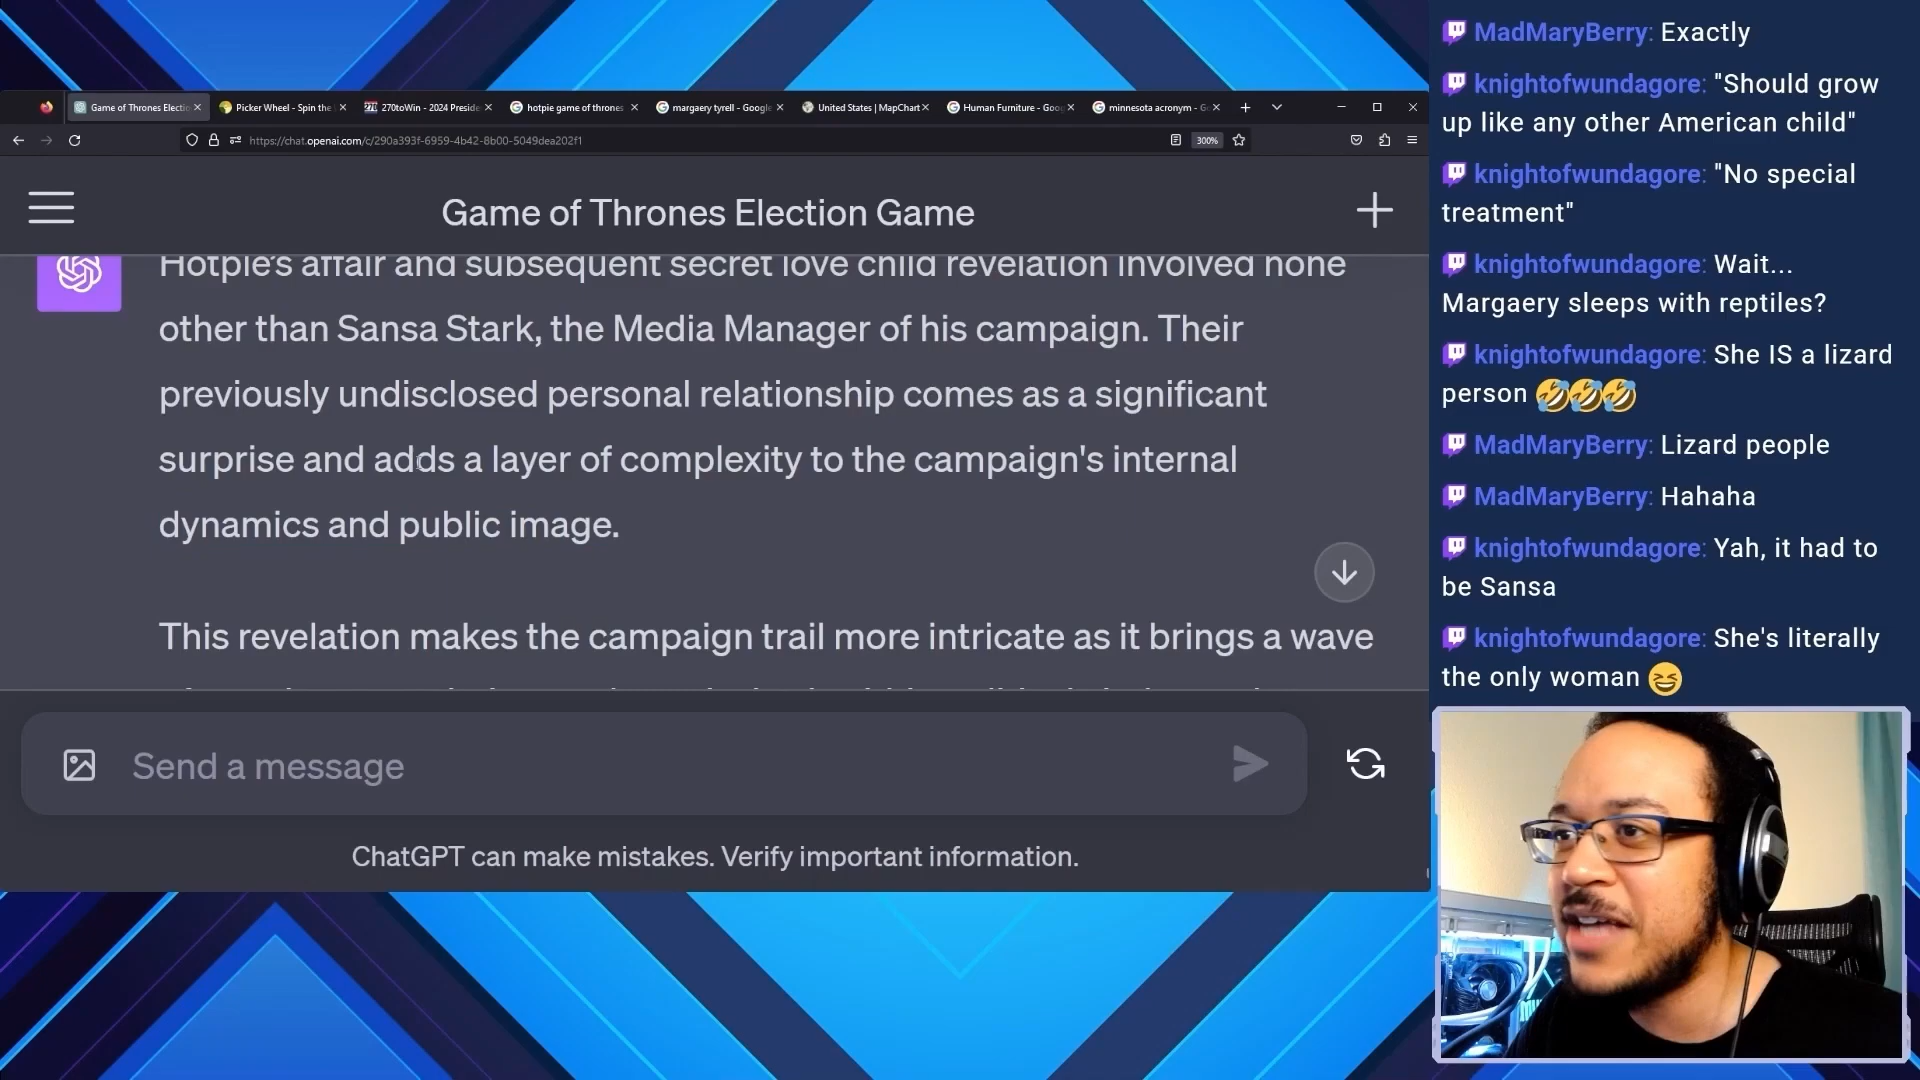 Game of Thrones Electio
Picker Wheel - Spin the
270toWin - 2024 Preside
hotpie game of thrones
margaery tyrell - Google
United States | MapChart
Human Furniture - Goo
minnesota acronym - G
https://chat.openai.com/c/290a393f-6959-4b42-8b00-5049dea202f1
300%
Game of Thrones Election Game
Hotpie's affair and subsequent secret love child revelation involved none
other than Sansa Stark, the Media Manager of his campaign. Their
previously undisclosed personal relationship comes as a significant
surprise and adds a layer of complexity to the campaign's internal
dynamics and public image.
This revelation makes the campaign trail more intricate as it brings a wave
Send a message
ChatGPT can make mistakes. Verify important information.
MadMaryBerry: Exactly
knightofwundagore: "Should grow
up like any other American child"
knightofwundagore: "No special
treatment"
knightofwundagore: Wait...
Margaery sleeps with reptiles?
knightofwundagore: She IS a lizard
person 🤣🤣🤣
MadMaryBerry: Lizard people
MadMaryBerry: Hahaha
knightofwundagore: Yah, it had to
be Sansa
knightofwundagore: She's literally
the only woman 😆